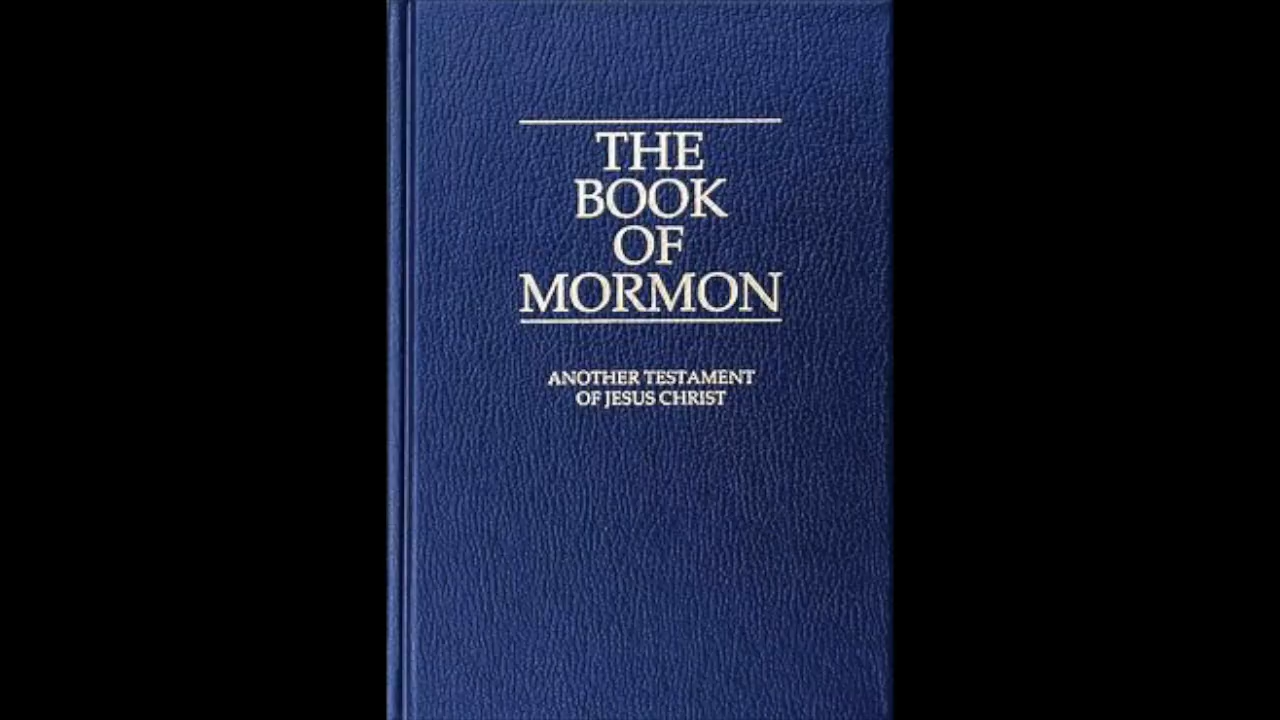 THE
BOOK
OF
MORMON
ANOTHER TESTAMENT
OF JESUS CHRIST